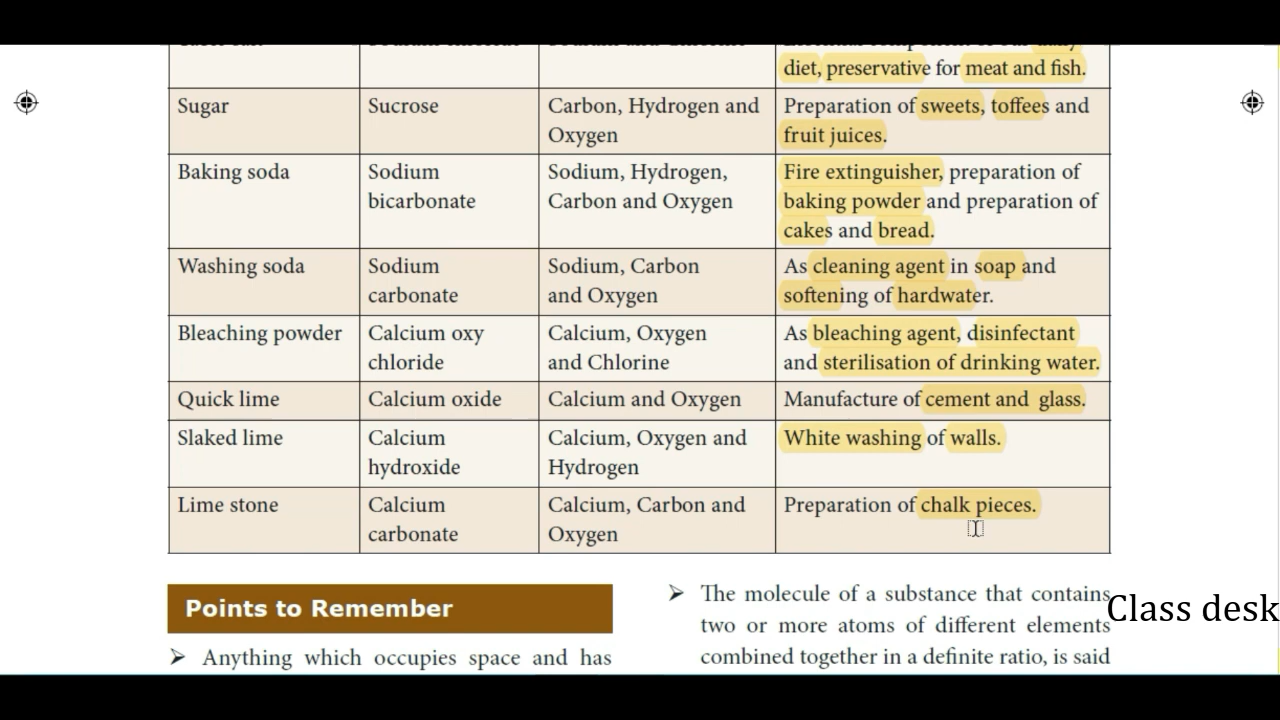 diet, preservative for meat and fish.
Sugar Sucrose Carbon, Hydrogen and Preparation of sweets, toffees and
Oxygen fruit juices.
Baking soda Sodium Sodium, Hydrogen, Fire extinguisher, preparation of
bicarbonate Carbon and Oxygen baking powder and preparation of
cakes and bread.
Washing soda Sodium Sodium, Carbon As cleaning agent in soap and
carbonate and Oxygen softening of hardwater.
Bleaching powder Calcium oxy Calcium, Oxygen As bleaching agent, disinfectant
chloride and Chlorine and sterilisation of drinking water.
Quick lime Calcium oxide Calcium and Oxygen Manufacture of cement and glass.
Slaked lime Calcium Calcium, Oxygen and White washing of walls.
hydroxide Hydrogen
Lime stone Calcium Calcium, Carbon and Preparation of chalk pieces.
carbonate Oxygen
Points to Remember
➤ Anything which occupies space and has
➤ The molecule of a substance that contains
two or more atoms of different elements
combined together in a definite ratio, is said
Class desk